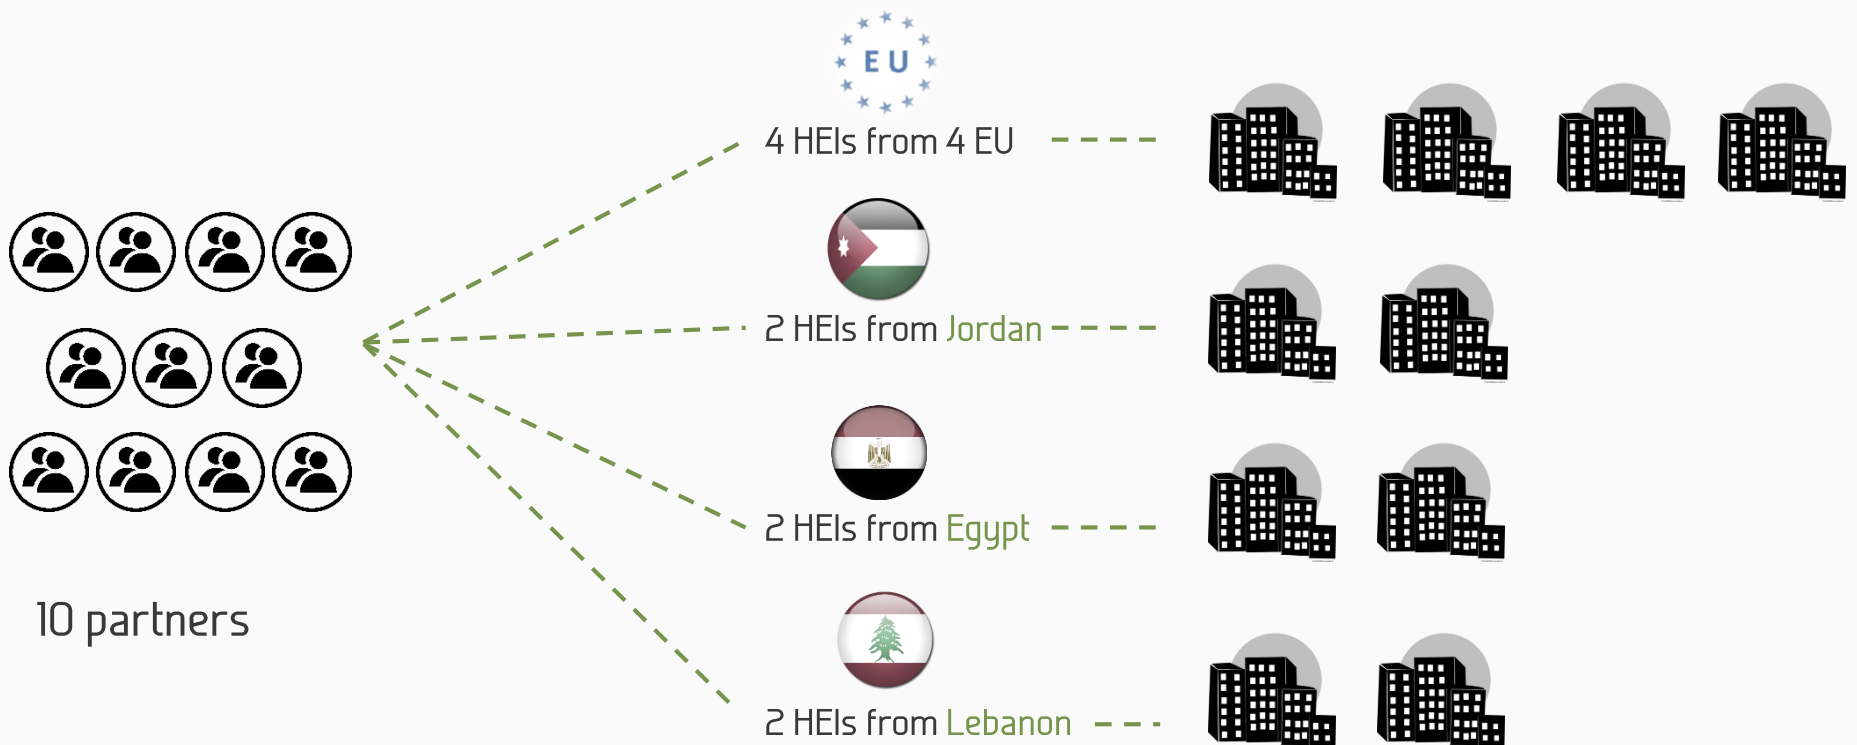 EU
4 HEIs from 4 EU
2 HEIs from Jordan
2 HEIs from Egypt
10 partners
2 HEIs from Lebanon